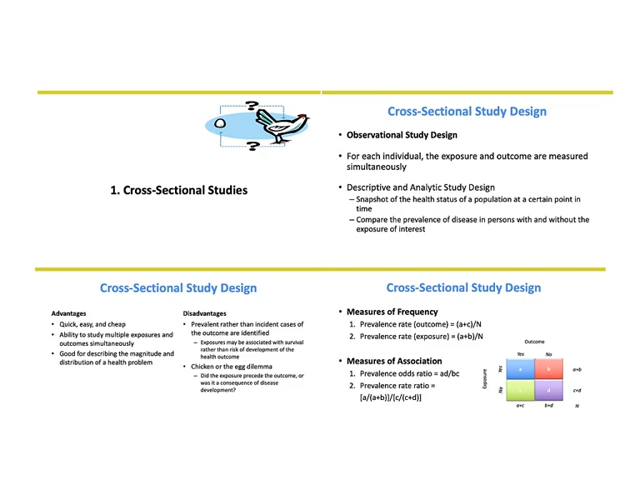 ?
?
1. Cross-Sectional Studies
Cross-Sectional Study Design
• Observational Study Design
• For each individual, the exposure and outcome are measured
simultaneously
• Descriptive and Analytic Study Design
– Snapshot of the health status of a population at a certain point in
time
– Compare the prevalence of disease in persons with and without the
exposure of interest
Cross-Sectional Study Design
Advantages
• Quick, easy, and cheap
• Ability to study multiple exposures and
outcomes simultaneously
• Good for describing the magnitude and
distribution of a health problem
Disadvantages
• Prevalent rather than incident cases of
the outcome are identified
– Exposures may be associated with survival
rather than risk of development of the
health outcome
• Chicken or the egg dilemma
– Did the exposure precede the outcome, or
was it a consequence of disease
development?
Cross-Sectional Study Design
• Measures of Frequency
1. Prevalence rate (outcome) = (a+c)/N
2. Prevalence rate (exposure) = (a+b)/N
• Measures of Association
1. Prevalence odds ratio = ad/bc
2. Prevalence rate ratio =
[a/(a+b)]/[c/(c+d)]
Outcome
Yes No
Exposure
Yes a b a+b
No c d c+d
a+c b+d N